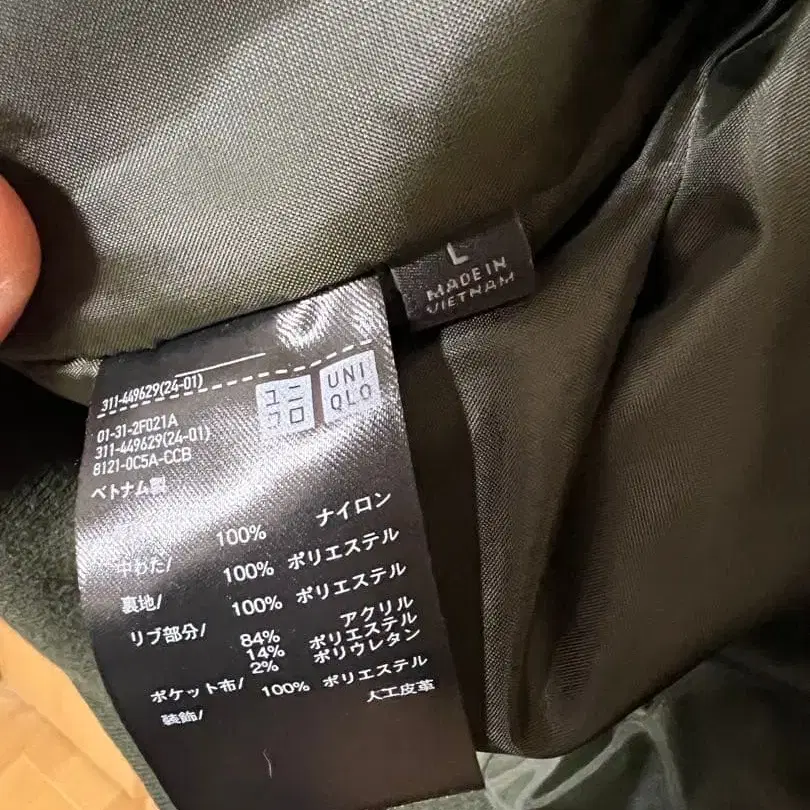 L
MADE IN
VIETNAM
311-449629(24-01)
ユニ
クロ
UNI
QLO
01-31-2F021A
311-449629(24-01)
8121-0C5A-CCB
ベトナム製
100% ナイロン
中わた/ 100% ポリエステル
裏地/ 100% ポリエステル
リブ部分/ 84% アクリル
14% ポリエステル
2% ポリウレタン
ポケット布/ 100% ポリエステル
装飾/ 人工皮革